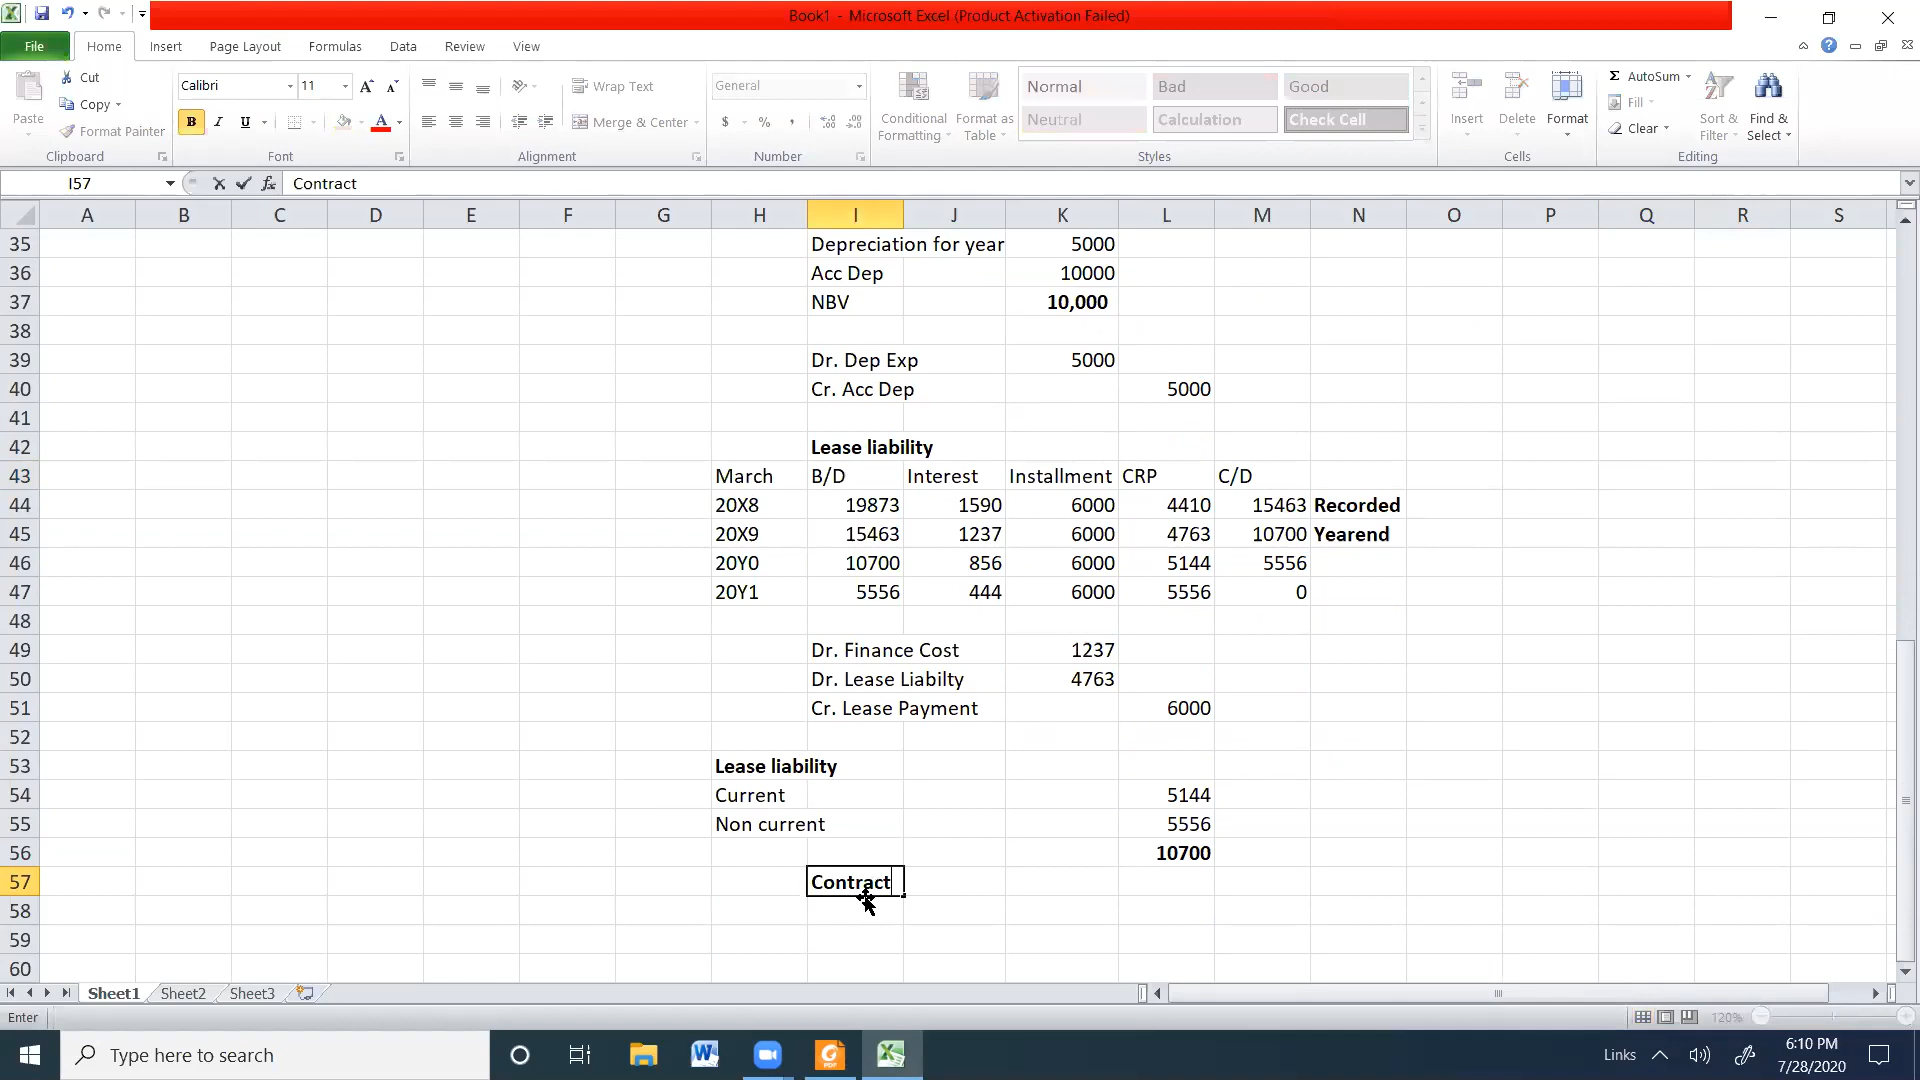 Book1 - Microsoft Excel (Product Activation Failed)
File Home Insert Page Layout Formulas Data Review View
Paste Cut Copy Format Painter Clipboard
Calibri 11 B I U Font
Wrap Text Merge & Center Alignment
General $ % , Number
Conditional Formatting Format as Table Normal Bad Good Neutral Calculation Check Cell Styles
Insert Delete Format Cells
Σ AutoSum Fill Clear Sort & Filter Find & Select Editing
I57 fx Contract
A B C D E F G H I J K L M N O P Q R S
35 Depreciation for year 5000
36 Acc Dep 10000
37 NBV 10,000
38
39 Dr. Dep Exp 5000
40 Cr. Acc Dep 5000
41
42 Lease liability
43 March B/D Interest Installment CRP C/D
44 20X8 19873 1590 6000 4410 15463 Recorded
45 20X9 15463 1237 6000 4763 10700 Yearend
46 20Y0 10700 856 6000 5144 5556
47 20Y1 5556 444 6000 5556 0
48
49 Dr. Finance Cost 1237
50 Dr. Lease Liabilty 4763
51 Cr. Lease Payment 6000
52
53 Lease liability
54 Current 5144
55 Non current 5556
56 10700
57 Contract
58
59
60
Sheet1 Sheet2 Sheet3
Enter 120%
Type here to search Links 6:10 PM
7/28/2020